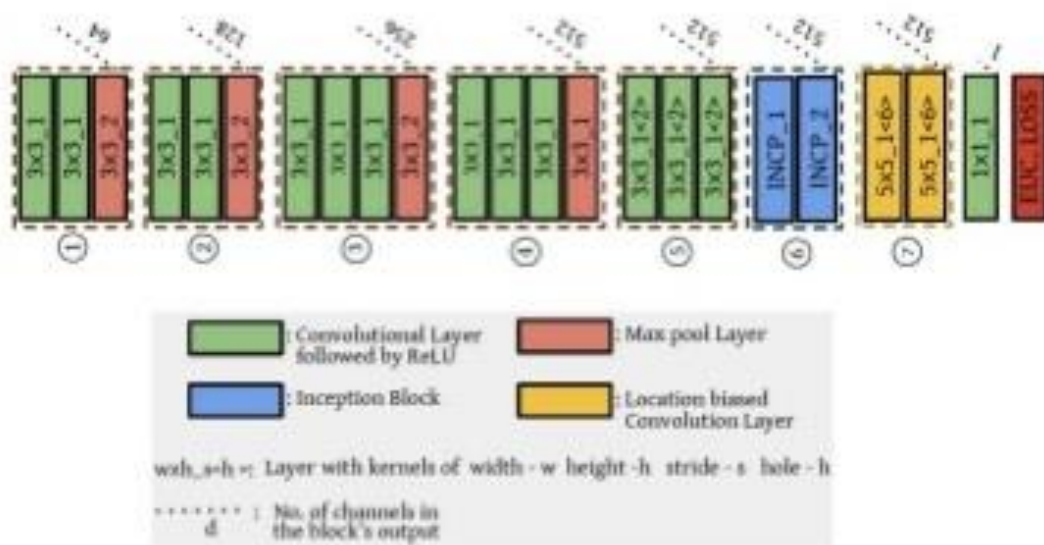 64
128
256
512
512
512
512
1
3x3_1
3x3_1
3x3_2
3x3_1
3x3_1
3x3_2
3x3_1
3x3_1
3x3_1
3x3_2
3x3_1
3x3_1
3x3_1
3x3_1
3x3_1<2>
3x3_1<2>
3x3_1<2>
INCP_1
INCP_2
5x5_1<6>
5x5_1<6>
1x1_1
EUC. LOSS
1
2
3
4
5
6
7
: Convolutional Layer
followed by ReLU
: Max pool Layer
: Inception Block
: Location biased
Convolution Layer
: Layer with kernels of width - w height -h stride - s hole - h
: No. of channels in
d
the block's output